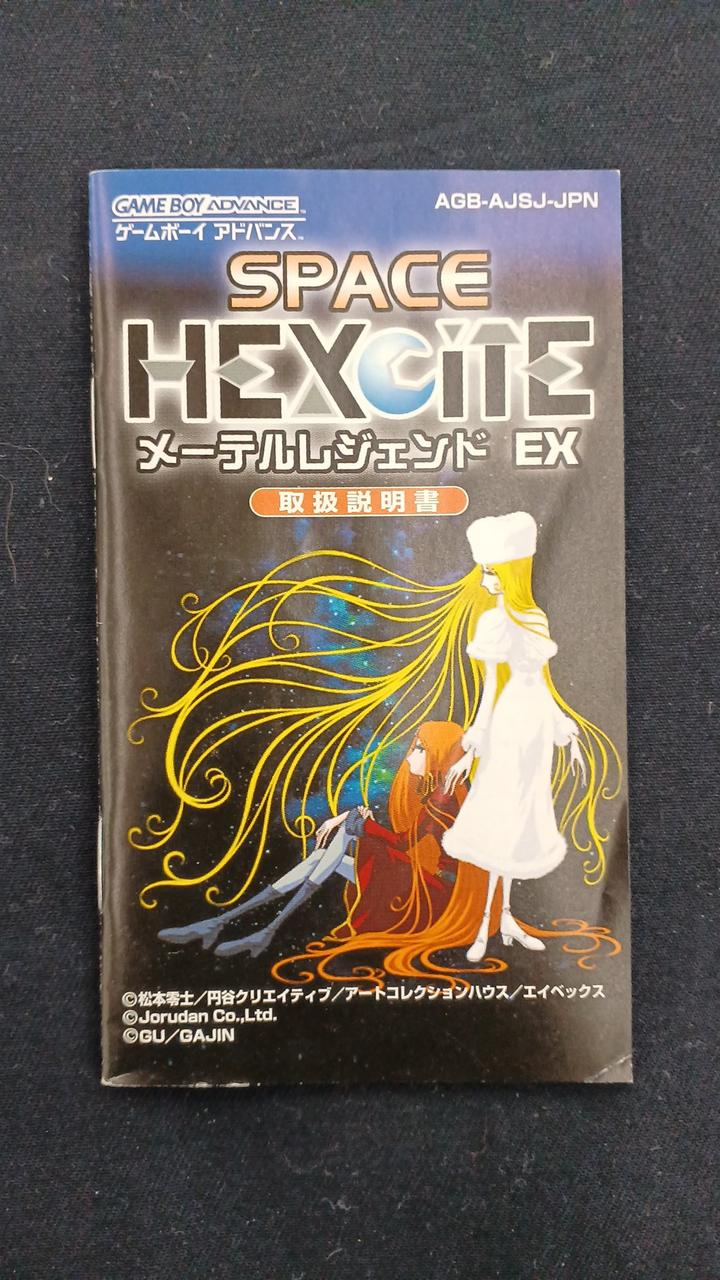 GAME BOY ADVANCE™
AGB-AJSJ-JPN
ゲームボーイ アドバンス™
SPACE
HEXCITE
メーテルレジェンド EX
取扱説明書
©松本零士／円谷クリエイティブ／アートコレクションハウス／エイベックス
©Jorudan Co.,Ltd.
©GU／GAJIN